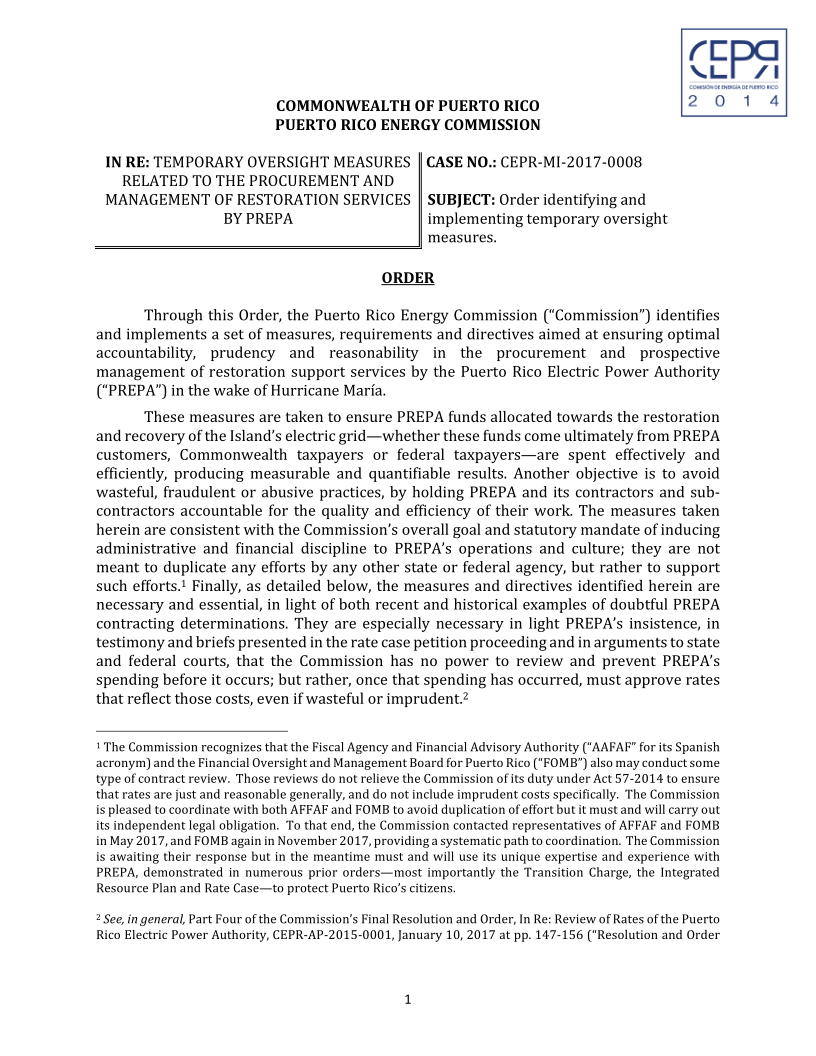 CEPR
COMISIÓN DE ENERGÍA DE PUERTO RICO
2 0 1 4
COMMONWEALTH OF PUERTO RICO
PUERTO RICO ENERGY COMMISSION
IN RE: TEMPORARY OVERSIGHT MEASURES
RELATED TO THE PROCUREMENT AND
MANAGEMENT OF RESTORATION SERVICES
BY PREPA
CASE NO.: CEPR-MI-2017-0008
SUBJECT: Order identifying and
implementing temporary oversight
measures.
ORDER
Through this Order, the Puerto Rico Energy Commission (“Commission”) identifies
and implements a set of measures, requirements and directives aimed at ensuring optimal
accountability, prudency and reasonability in the procurement and prospective
management of restoration support services by the Puerto Rico Electric Power Authority
(“PREPA”) in the wake of Hurricane María.
These measures are taken to ensure PREPA funds allocated towards the restoration
and recovery of the Island’s electric grid—whether these funds come ultimately from PREPA
customers, Commonwealth taxpayers or federal taxpayers—are spent effectively and
efficiently, producing measurable and quantifiable results. Another objective is to avoid
wasteful, fraudulent or abusive practices, by holding PREPA and its contractors and sub-
contractors accountable for the quality and efficiency of their work. The measures taken
herein are consistent with the Commission’s overall goal and statutory mandate of inducing
administrative and financial discipline to PREPA’s operations and culture; they are not
meant to duplicate any efforts by any other state or federal agency, but rather to support
such efforts.¹ Finally, as detailed below, the measures and directives identified herein are
necessary and essential, in light of both recent and historical examples of doubtful PREPA
contracting determinations. They are especially necessary in light PREPA’s insistence, in
testimony and briefs presented in the rate case petition proceeding and in arguments to state
and federal courts, that the Commission has no power to review and prevent PREPA’s
spending before it occurs; but rather, once that spending has occurred, must approve rates
that reflect those costs, even if wasteful or imprudent.²
¹ The Commission recognizes that the Fiscal Agency and Financial Advisory Authority (“AAFAF” for its Spanish
acronym) and the Financial Oversight and Management Board for Puerto Rico (“FOMB”) also may conduct some
type of contract review. Those reviews do not relieve the Commission of its duty under Act 57-2014 to ensure
that rates are just and reasonable generally, and do not include imprudent costs specifically. The Commission
is pleased to coordinate with both AFFAF and FOMB to avoid duplication of effort but it must and will carry out
its independent legal obligation. To that end, the Commission contacted representatives of AFFAF and FOMB
in May 2017, and FOMB again in November 2017, providing a systematic path to coordination. The Commission
is awaiting their response but in the meantime must and will use its unique expertise and experience with
PREPA, demonstrated in numerous prior orders—most importantly the Transition Charge, the Integrated
Resource Plan and Rate Case—to protect Puerto Rico’s citizens.
² See, in general, Part Four of the Commission’s Final Resolution and Order, In Re: Review of Rates of the Puerto
Rico Electric Power Authority, CEPR-AP-2015-0001, January 10, 2017 at pp. 147-156 (“Resolution and Order
1